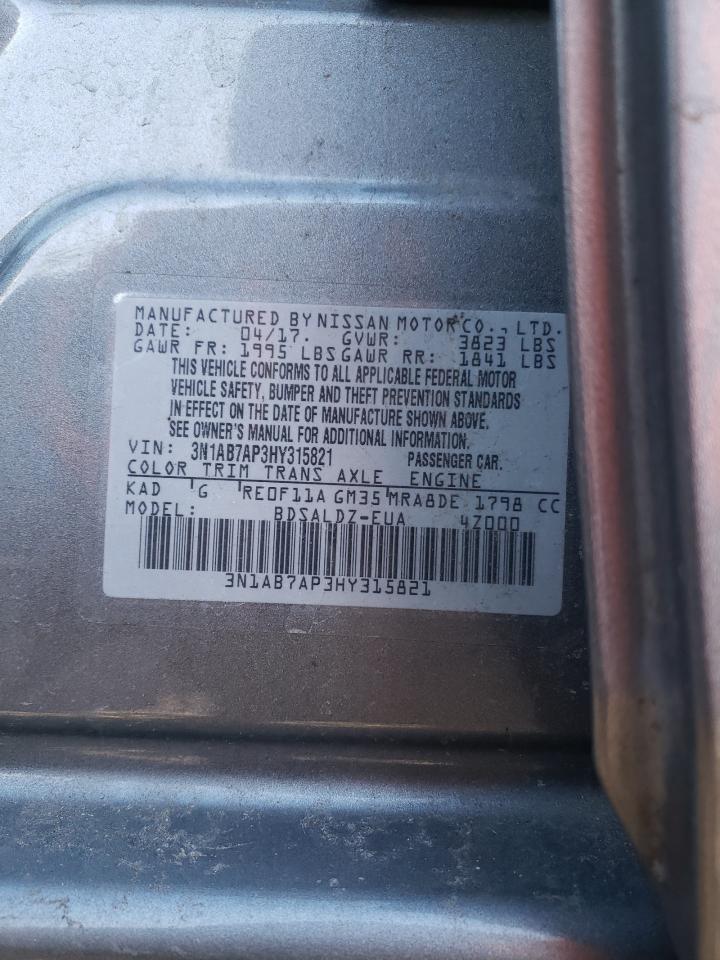 MANUFACTURED BY NISSAN MOTOR CO., LTD.
DATE: 04/17. GVWR: 3823 LBS
GAWR FR: 1995 LBS GAWR RR: 1841 LBS
THIS VEHICLE CONFORMS TO ALL APPLICABLE FEDERAL MOTOR
VEHICLE SAFETY, BUMPER AND THEFT PREVENTION STANDARDS
IN EFFECT ON THE DATE OF MANUFACTURE SHOWN ABOVE.
SEE OWNER'S MANUAL FOR ADDITIONAL INFORMATION.
VIN: 3N1AB7AP3HY315821 PASSENGER CAR.
COLOR TRIM TRANS AXLE ENGINE
KAD G RE0F11A GM35 MRA8DE 1798 CC
MODEL: BDSALDZ-EUA 4Z000
3N1AB7AP3HY315821